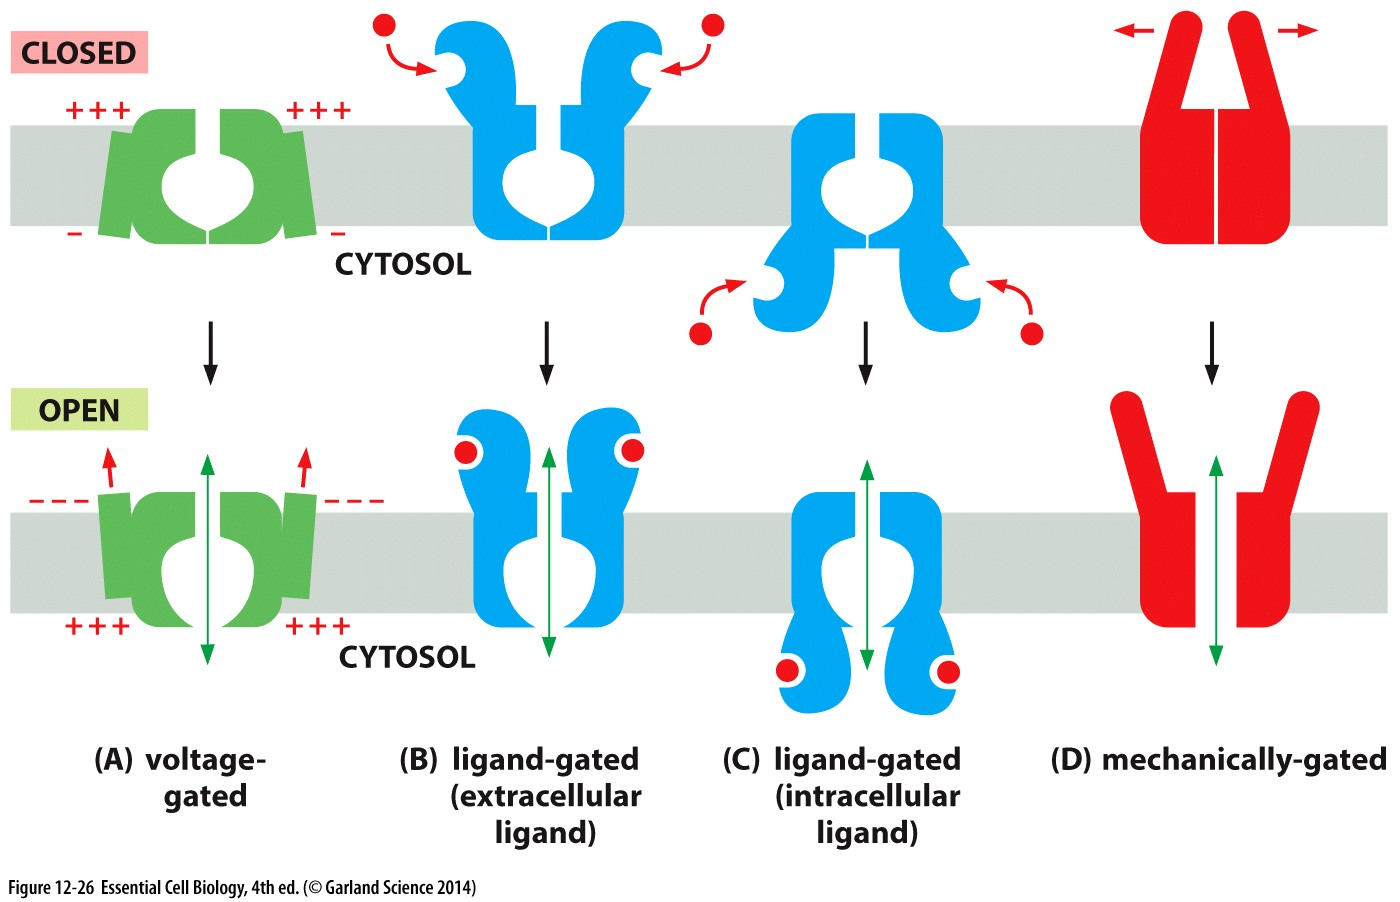 CLOSED
+++ +++
– –
CYTOSOL
OPEN
––– –––
+++ +++
CYTOSOL
(A) voltage-
gated
(B) ligand-gated
(extracellular
ligand)
(C) ligand-gated
(intracellular
ligand)
(D) mechanically-gated
Figure 12-26 Essential Cell Biology, 4th ed. (© Garland Science 2014)